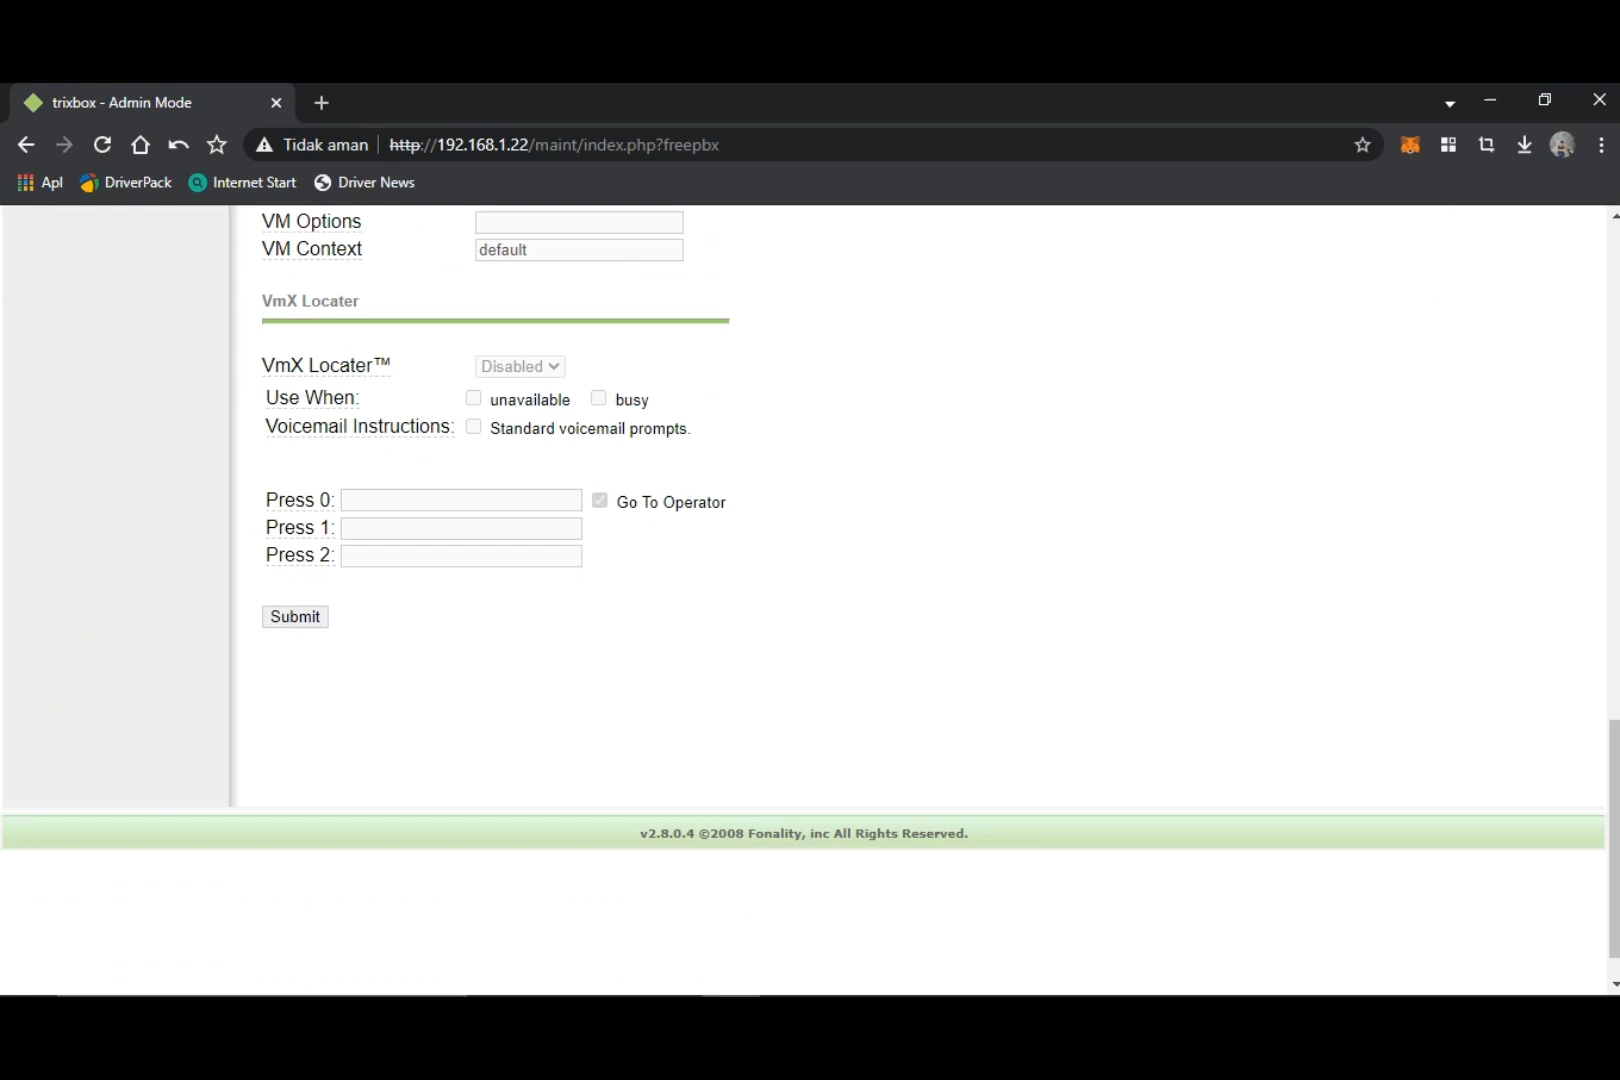 trixbox - Admin Mode
Tidak aman http://192.168.1.22/maint/index.php?freepbx
Apl DriverPack Internet Start Driver News
VM Options
VM Context default
VmX Locater
VmX Locater™ Disabled
Use When: unavailable busy
Voicemail Instructions: Standard voicemail prompts.
Press 0: Go To Operator
Press 1:
Press 2:
Submit
v2.8.0.4 ©2008 Fonality, inc All Rights Reserved.